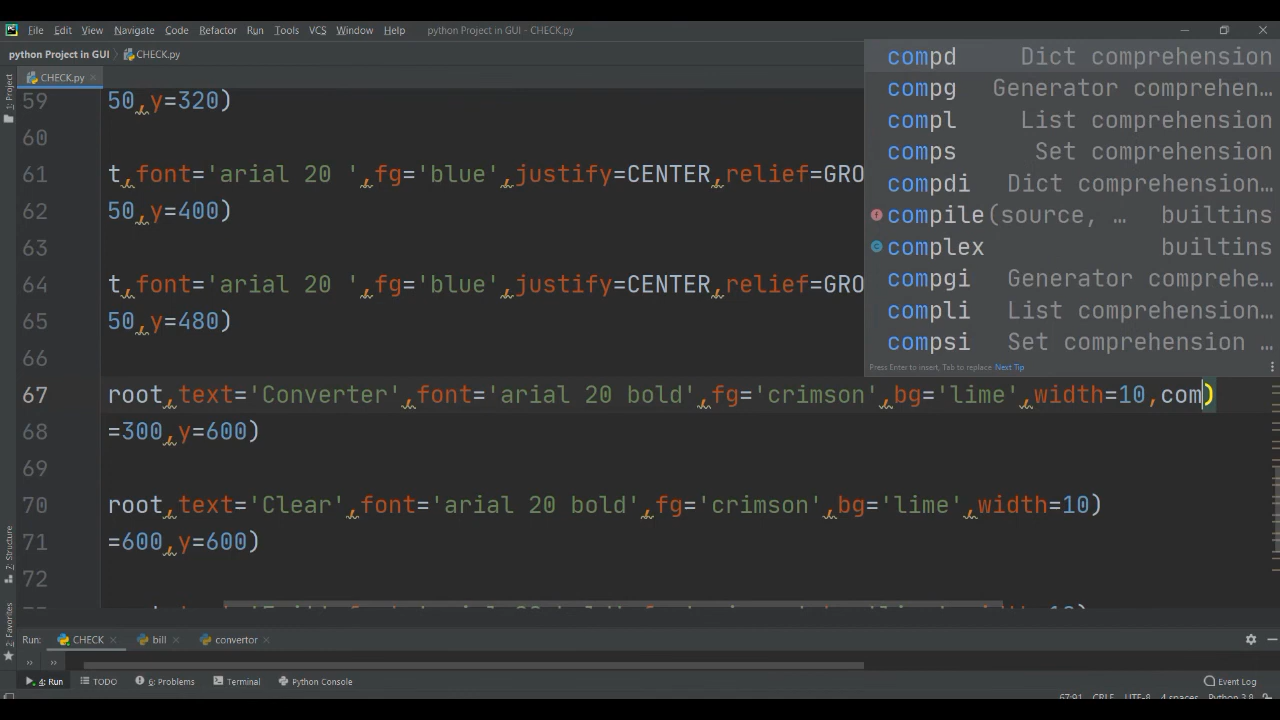 File Edit View Navigate Code Refactor Run Tools VCS Window Help python Project in GUI - CHECK.py
python Project in GUI CHECK.py
CHECK.py
compd Dict comprehension
compg Generator comprehen…
compl List comprehension
comps Set comprehension
compdi Dict comprehension…
compile(source, … builtins
complex builtins
compgi Generator comprehe…
compli List comprehension…
compsi Set comprehension …
Press Enter to insert, Tab to replace Next Tip
1: Project
59 50,y=320)
60
61 t,font='arial 20 ',fg='blue',justify=CENTER,relief=GRO
62 50,y=400)
63
64 t,font='arial 20 ',fg='blue',justify=CENTER,relief=GRO
65 50,y=480)
66
67 root,text='Converter',font='arial 20 bold',fg='crimson',bg='lime',width=10,com)
68 =300,y=600)
69
70 root,text='Clear',font='arial 20 bold',fg='crimson',bg='lime',width=10)
71 =600,y=600)
72
7: Structure
2: Favorites
Run: CHECK bill convertor
4: Run TODO 6: Problems Terminal Python Console Event Log
67:91 CRLF UTF-8 4 spaces Python 3.8